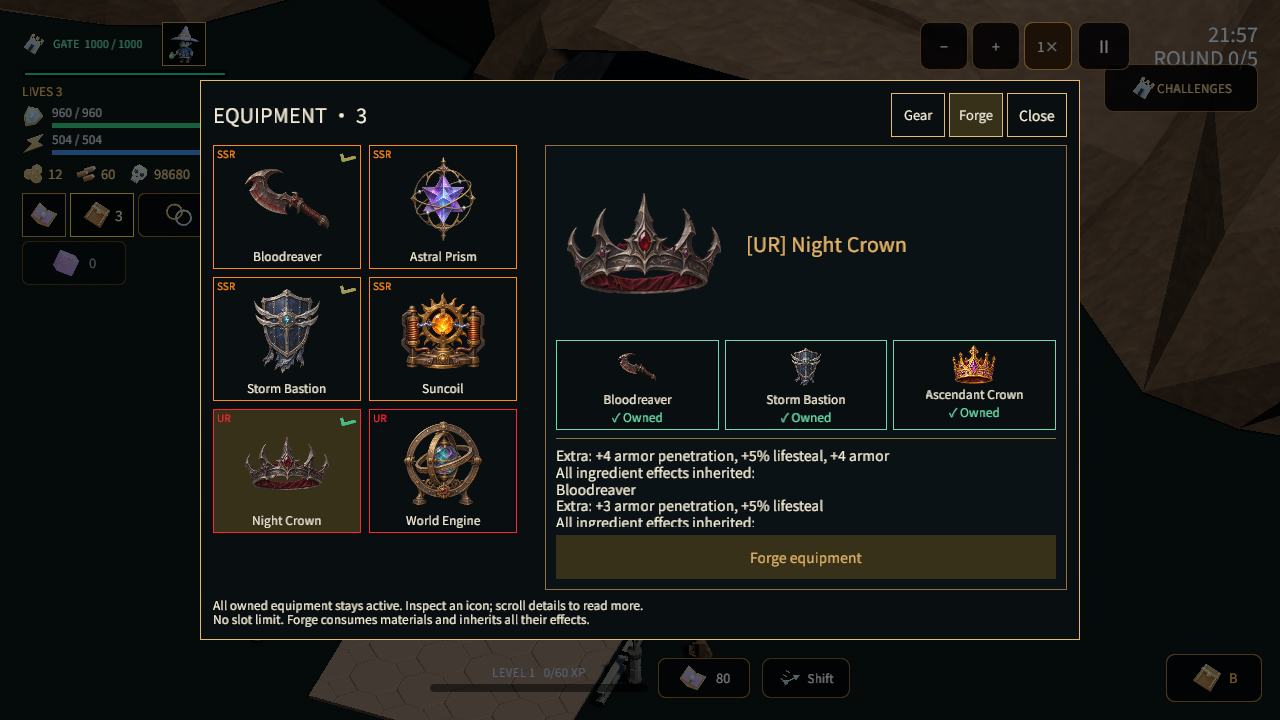 GATE 1000 / 1000
LIVES 3
960 / 960
504 / 504
12
60
98680
3
0
−
+
1×
21:57
ROUND 0/5
CHALLENGES
EQUIPMENT • 3
Gear
Forge
Close
SSR
Bloodreaver
SSR
Astral Prism
SSR
Storm Bastion
SSR
Suncoil
UR
Night Crown
UR
World Engine
[UR] Night Crown
Bloodreaver
✓Owned
Storm Bastion
✓Owned
Ascendant Crown
✓Owned
Extra: +4 armor penetration, +5% lifesteal, +4 armor
All ingredient effects inherited:
Bloodreaver
Extra: +3 armor penetration, +5% lifesteal
All ingredient effects inherited:
Forge equipment
All owned equipment stays active. Inspect an icon; scroll details to read more.
No slot limit. Forge consumes materials and inherits all their effects.
LEVEL 1 0/60 XP
80
Shift
B